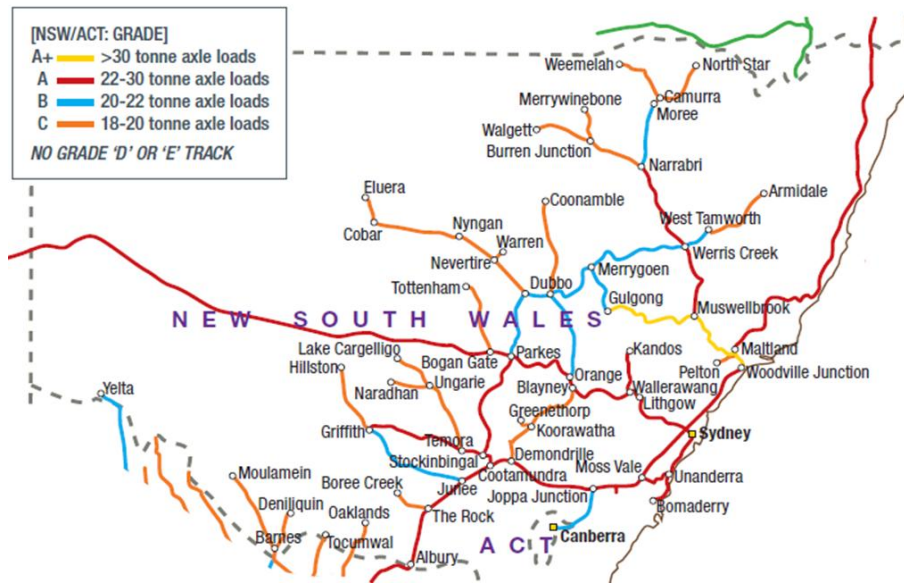 [NSW/ACT: GRADE]
A+ >30 tonne axle loads
A 22-30 tonne axle loads
B 20-22 tonne axle loads
C 18-20 tonne axle loads
NO GRADE 'D' OR 'E' TRACK
Weemelah
North Star
Camurra
Moree
Merrywinebone
Walgett
Burren Junction
Narrabri
Eluera
Coonamble
Armidale
West Tamworth
Cobar
Nyngan
Warren
Nevertire
Werris Creek
Merrygoen
Dubbo
Tottenham
Gulgong
Muswellbrook
NEW SOUTH WALES
Lake Cargelligo
Bogan Gate
Parkes
Kandos
Maitland
Pelton
Woodville Junction
Hillston
Ungarie
Orange
Blayney
Wallerawang
Lithgow
Yelta
Naradhan
Greenethorp
Koorawatha
Sydney
Griffith
Temora
Stockinbingal
Demondrille
Cootamundra
Moss Vale
Unanderra
Moulamein
Boree Creek
Junee
Joppa Junction
Bomaderry
Deniliquin
Oaklands
The Rock
Canberra
ACT
Barnes
Tocumwal
Albury